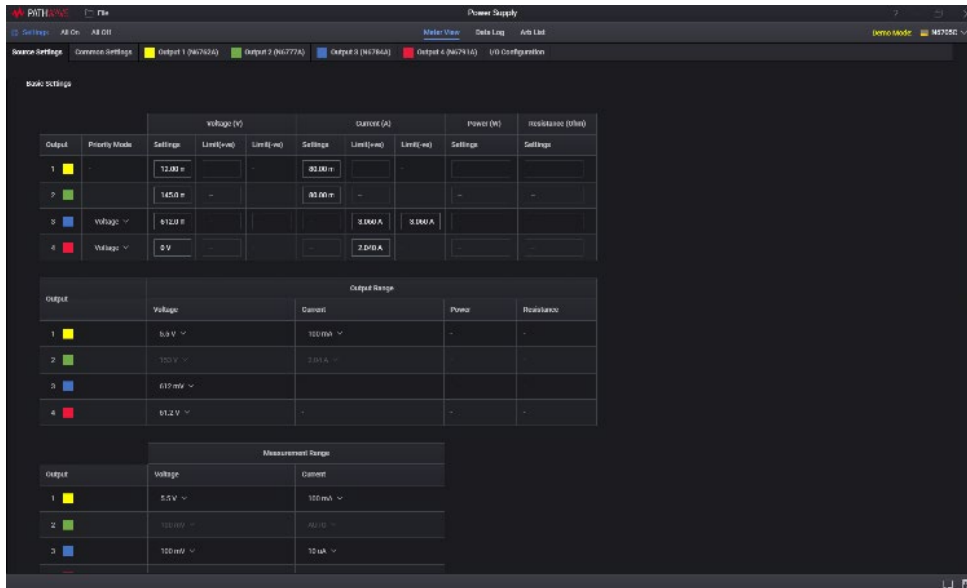 PATHWAVE File Power Supply ?
Settings All On All Off Meter View Data Log Arb List Demo Mode: N6705C
Source Settings Common Settings Output 1 (N6762A) Output 2 (N6777A) Output 3 (N6784A) Output 4 (N6791A) I/O Configuration
Basic Settings
Voltage (V) Current (A) Power (W) Resistance (Ohm)
Output Priority Mode Settings Limit(+ve) Limit(-ve) Settings Limit(+ve) Limit(-ve) Settings Settings
1 - 12.00 m - 80.00 m -
2 145.0 m -- 80.00 m -- -- --
3 Voltage 612.0 m 3.060 A 3.060 A
4 Voltage 0 V -- -- 2.040 A -- --
Output Range
Output
Voltage Current Power Resistance
1 5.5 V 100 mA - -
2 150 V 2.04 A - -
3 612 mV
4 61.2 V - - -
Measurement Range
Output Voltage Current
1 5.5 V 100 mA
2 AUTO
3 100 mV 10 uA